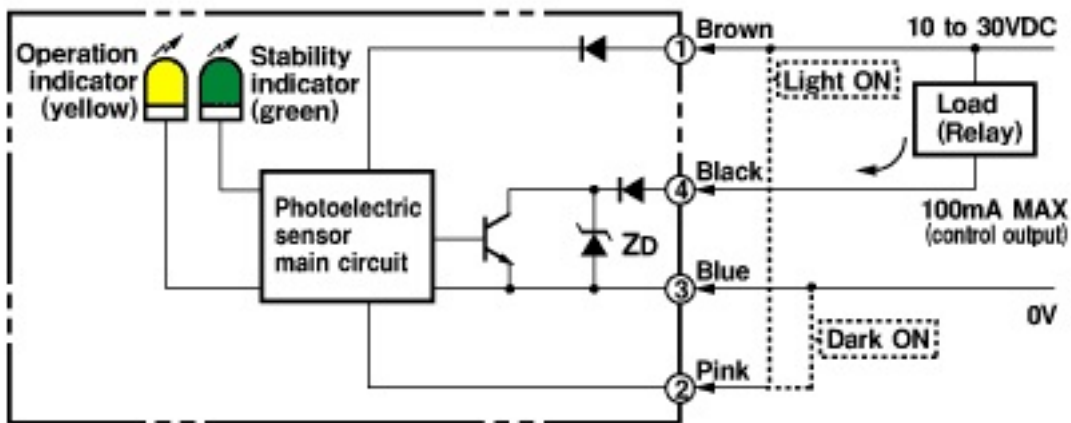 Operation
indicator
(yellow)
Stability
indicator
(green)
Photoelectric
sensor
main circuit
ZD
1
Brown
10 to 30VDC
Light ON
Load
(Relay)
4
Black
100mA MAX
(control output)
3
Blue
0V
Dark ON
2
Pink